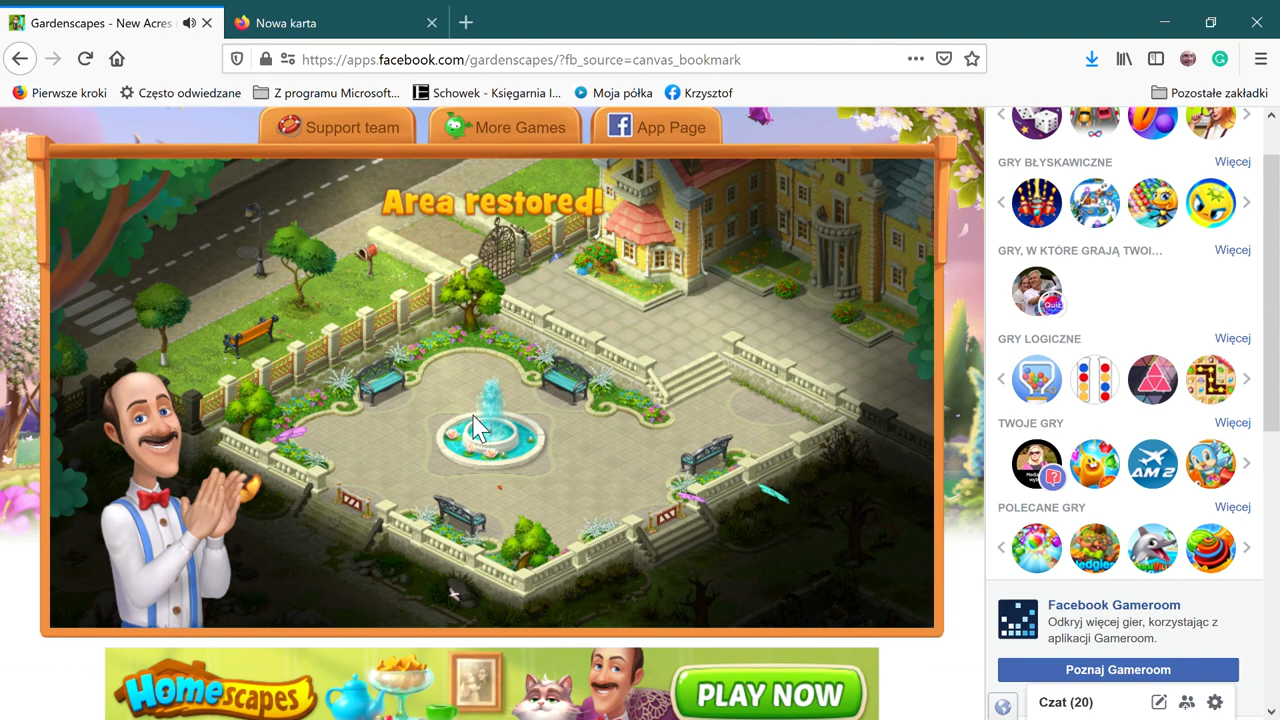 Gardenscapes - New Acres
Nowa karta
https://apps.facebook.com/gardenscapes/?fb_source=canvas_bookmark
Pierwsze kroki
Często odwiedzane
Z programu Microsoft...
Schowek - Księgarnia I...
Moja półka
Krzysztof
Pozostałe zakładki
Support team
More Games
App Page
Area restored!
GRY BŁYSKAWICZNE
Więcej
GRY, W KTÓRE GRAJĄ TWOI...
Więcej
Quiz
GRY LOGICZNE
Więcej
TWOJE GRY
Więcej
AM 2
POLECANE GRY
Więcej
Facebook Gameroom
Odkryj więcej gier, korzystając z
aplikacji Gameroom.
Poznaj Gameroom
Czat (20)
Homescapes
PLAY NOW